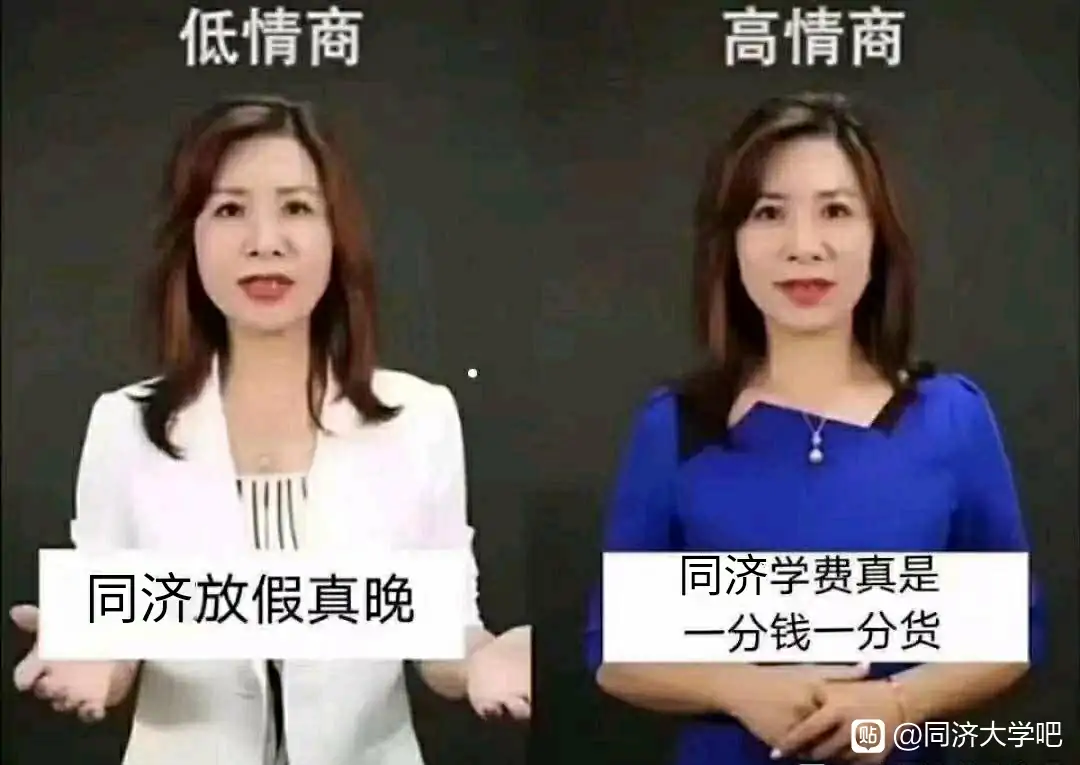 低情商
高情商
同济放假真晚
同济学费真是
一分钱一分货
贴 @同济大学吧